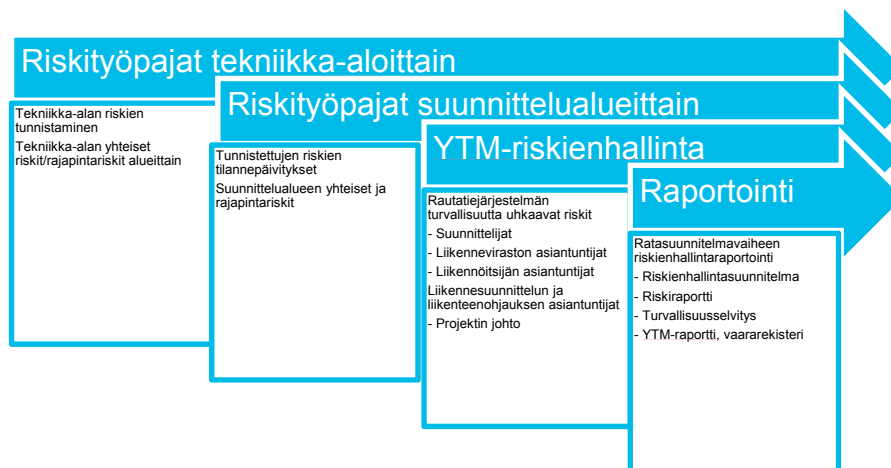 Riskityöpajat tekniikka-aloittain
Tekniikka-alan riskien
tunnistaminen
Tekniikka-alan yhteiset
riskit/rajapintariskit alueittain
Riskityöpajat suunnittelualueittain
Tunnistettujen riskien
tilannepäivitykset
Suunnittelualueen yhteiset ja
rajapintariskit
YTM-riskienhallinta
Rautatiejärjestelmän
turvallisuutta uhkaavat riskit
- Suunnittelijat
- Liikenneviraston asiantuntijat
- Liikennöitsijän asiantuntijat
Liikennesuunnittelun ja
liikenteenohjauksen asiantuntijat
- Projektin johto
Raportointi
Ratasuunnitelmavaiheen
riskienhallintaraportointi
- Riskienhallintasuunnitelma
- Riskiraportti
- Turvallisuusselvitys
- YTM-raportti, vaararekisteri